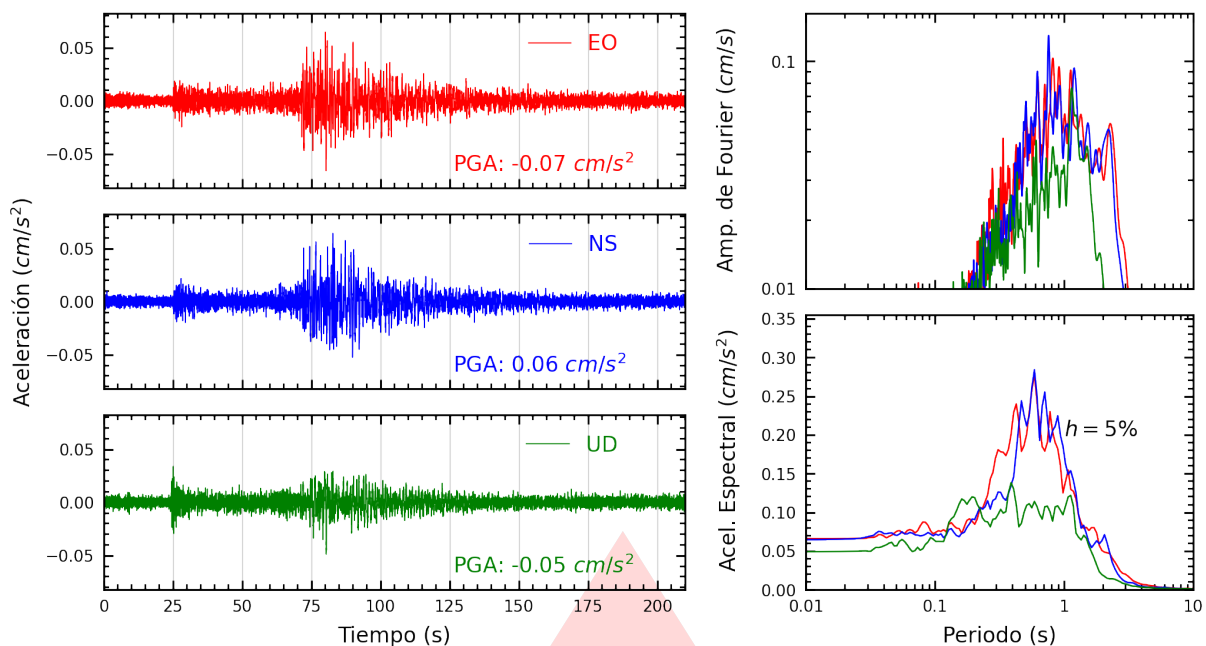 Aceleración (cm/s²)
0.05
0.00
−0.05
EO
PGA: -0.07 cm/s²
0.05
0.00
−0.05
NS
PGA: 0.06 cm/s²
0.05
0.00
−0.05
UD
PGA: -0.05 cm/s²
0 25 50 75 100 125 150 175 200
Tiempo (s)
Amp. de Fourier (cm/s)
0.1
0.01
Acel. Espectral (cm/s²)
0.35
0.30
0.25
0.20
0.15
0.10
0.05
0.00
h = 5%
0.01 0.1 1 10
Periodo (s)